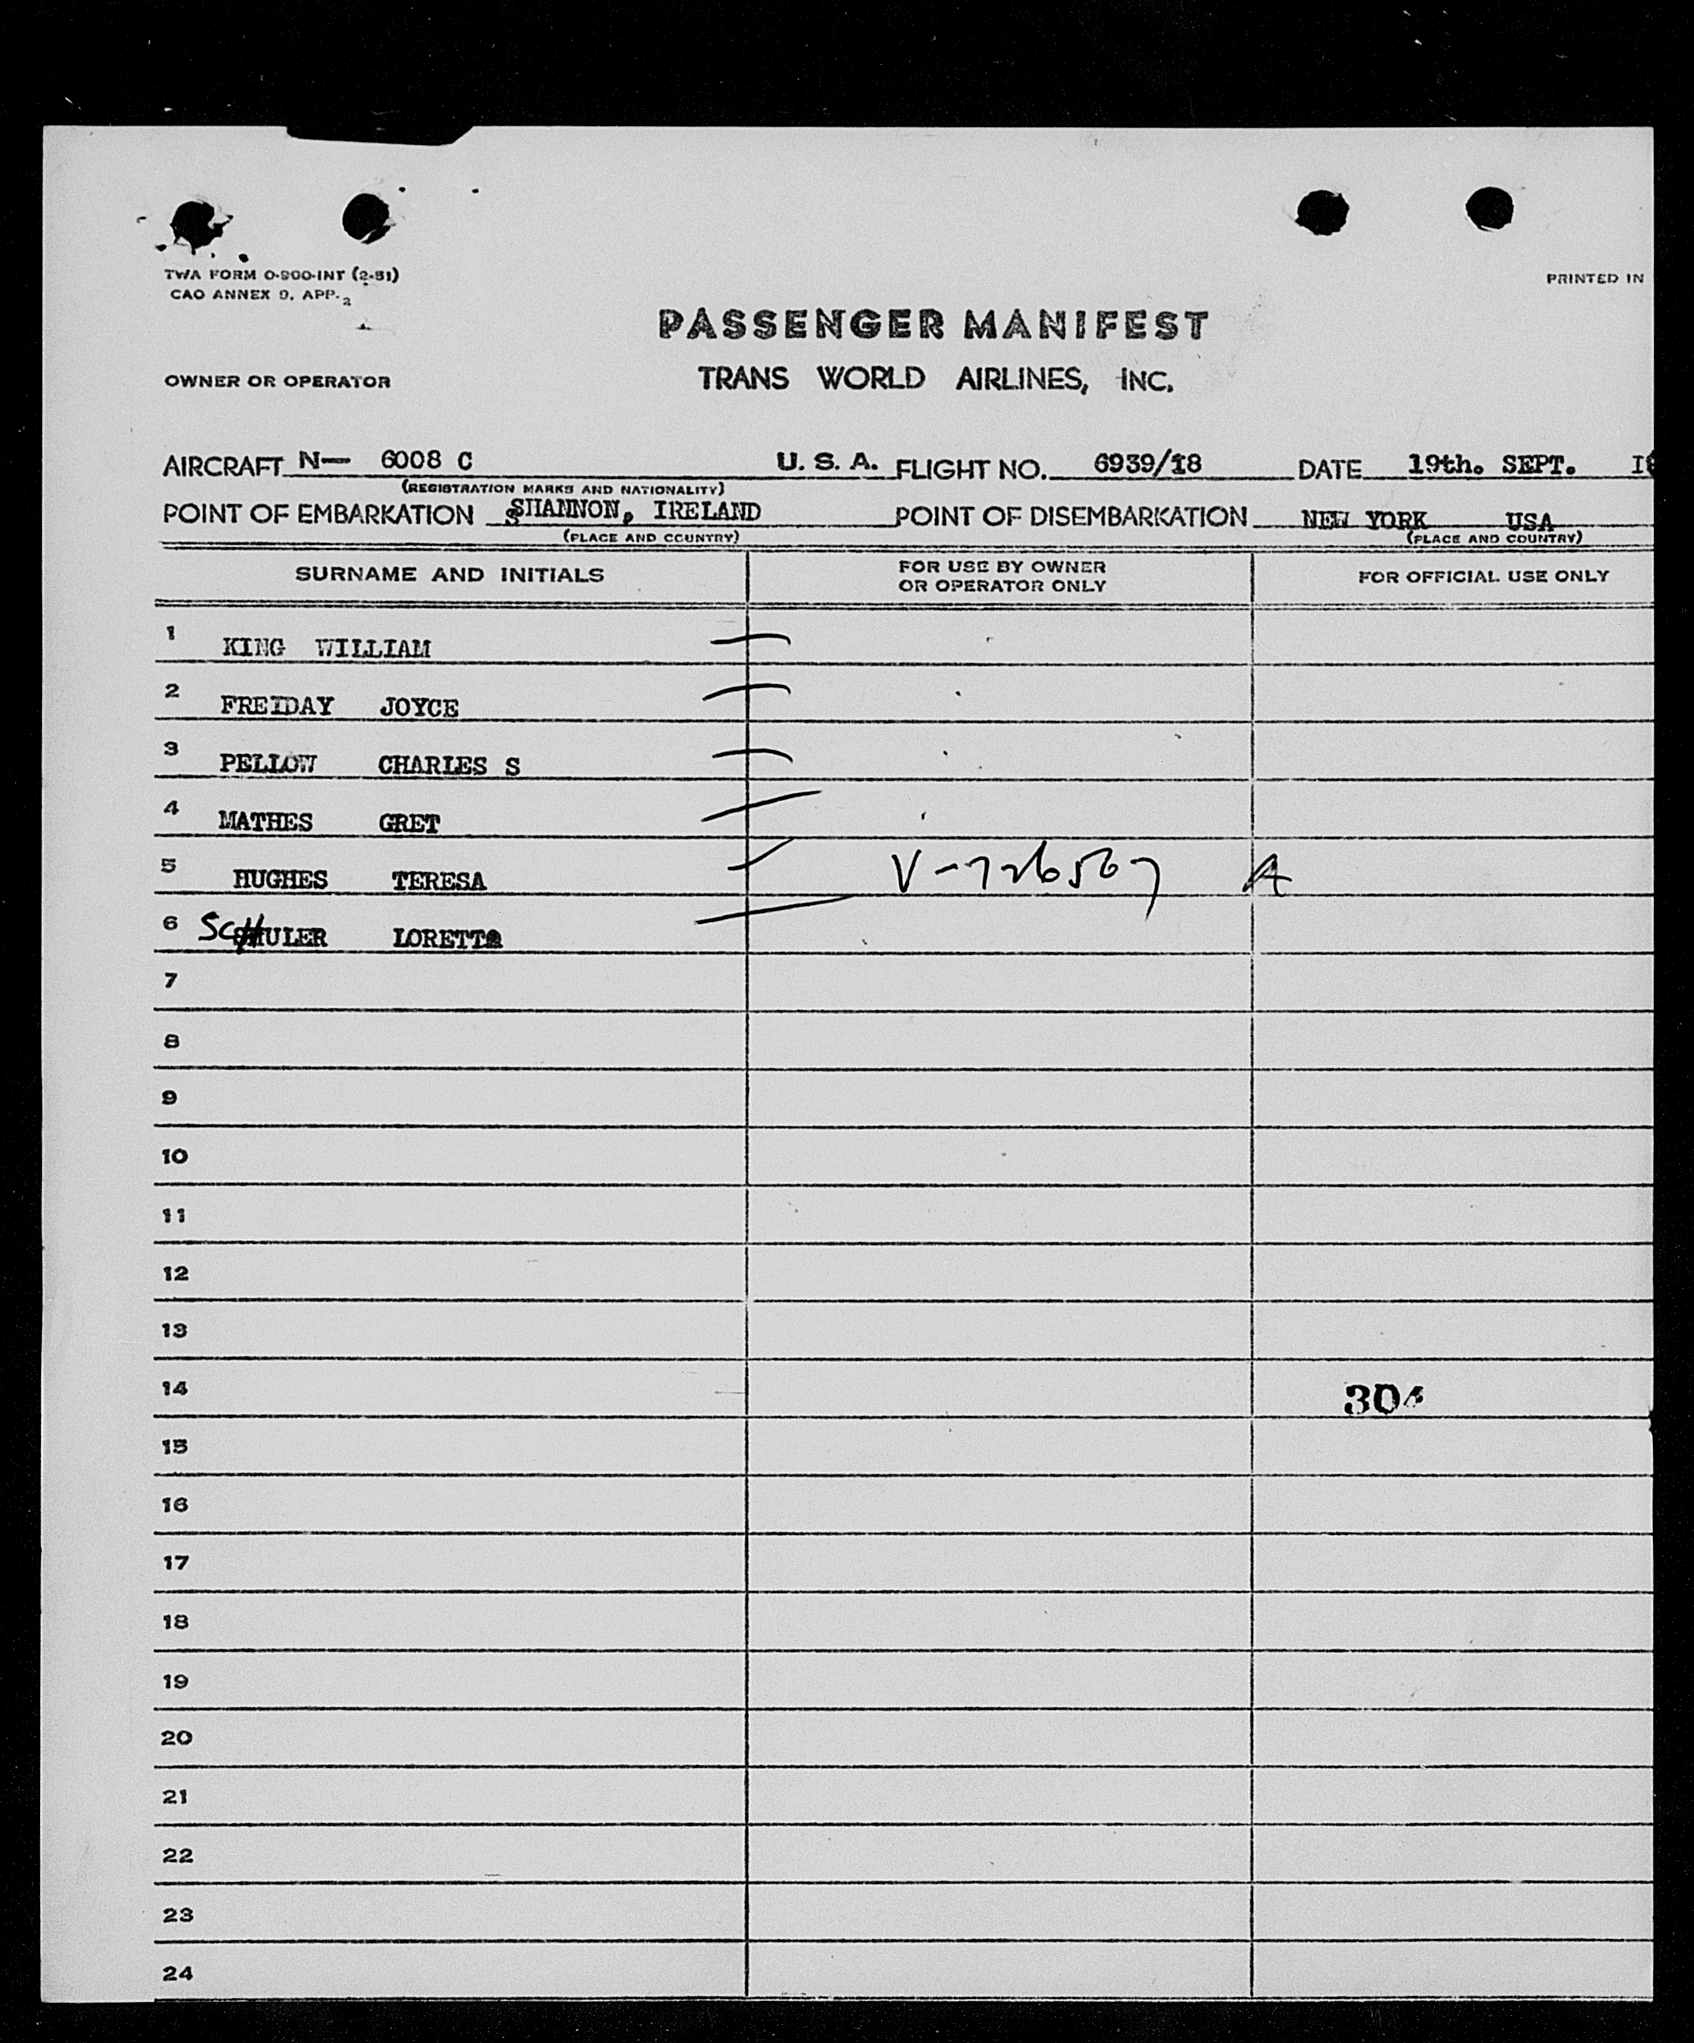 TWA FORM O-900-INT (2-51)
CAO ANNEX 9, APP. 2
PRINTED IN
PASSENGER MANIFEST
OWNER OR OPERATOR TRANS WORLD AIRLINES, INC.
AIRCRAFT N- 6008 C U. S. A. FLIGHT NO. 6939/18 DATE 19th. SEPT.
(REGISTRATION MARKS AND NATIONALITY)
POINT OF EMBARKATION SHANNON, IRELAND POINT OF DISEMBARKATION NEW YORK USA
(PLACE AND COUNTRY) (PLACE AND COUNTRY)
SURNAME AND INITIALS FOR USE BY OWNER OR OPERATOR ONLY FOR OFFICIAL USE ONLY
1 KING WILLIAM
2 FREIDAY JOYCE
3 PELLOW CHARLES S
4 MATHES GRET
5 HUGHES TERESA V-726567 A
6 SCHULER LORETTA
7
8
9
10
11
12
13
14 304
15
16
17
18
19
20
21
22
23
24